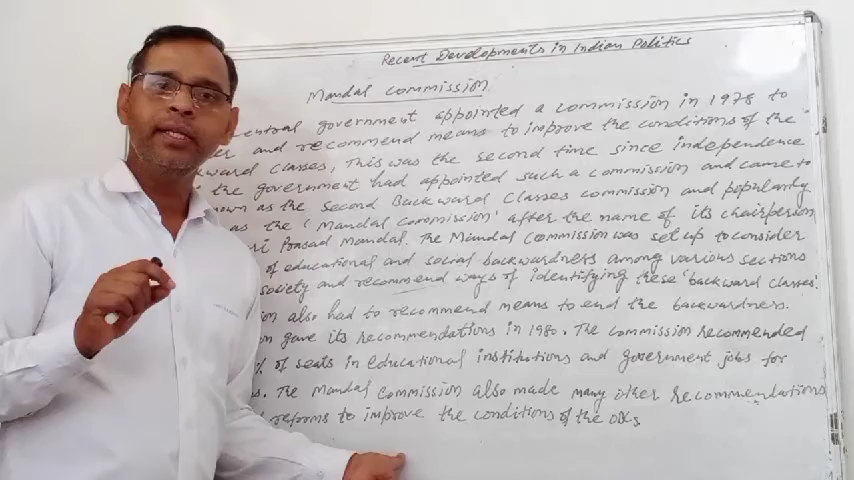 Recent Developments in Indian Politics
Mandal commission
central government appointed a commission in 1978 to
and recommend means to improve the conditions of the
ward classes, This was the second time since independence
the government had appointed such a commission and came to
nown as the second Backward Classes commission and popularly
as the 'Mandal commission' after the name of its chairperson
ri Prasad Mandal. The Mandal Commission was set up to consider
of educational and social backwardness among various sections
society and recommend ways of identifying these 'backward classes'.
on also had to recommend means to end the backwardness.
n gave its recommendations in 1980. The commission recommended
% of seats in educational institutions and government jobs for
s. The Mandal Commission also made many other recommendations
reforms to improve the conditions of the OBCs